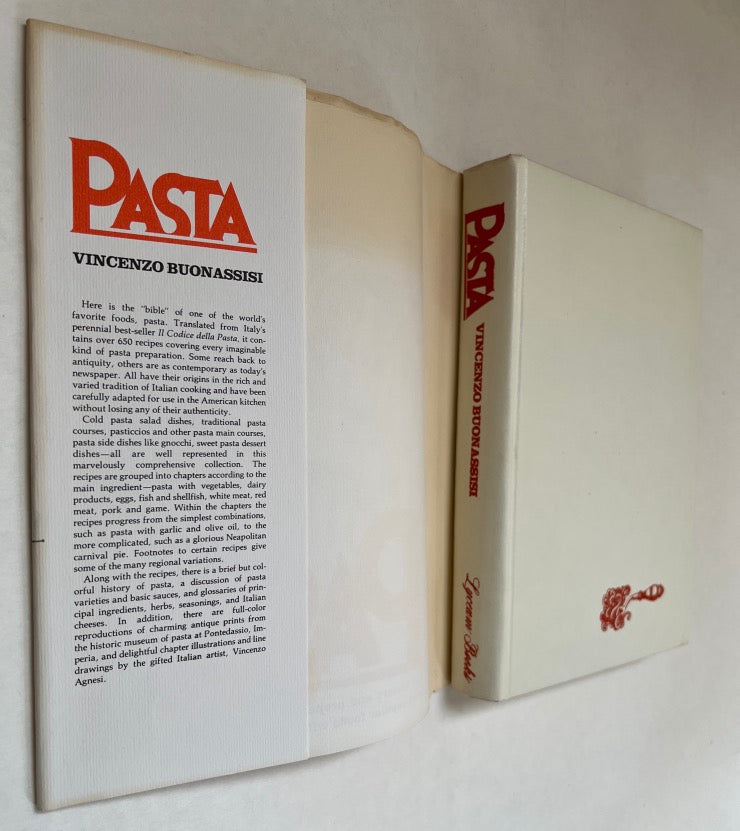 PASTA
VINCENZO BUONASSISI
Here is the "bible" of one of the world's
favorite foods, pasta. Translated from Italy's
perennial best-seller Il Codice della Pasta, it con-
tains over 650 recipes covering every imaginable
kind of pasta preparation. Some reach back to
antiquity, others are as contemporary as today's
newspaper. All have their origins in the rich and
varied tradition of Italian cooking and have been
carefully adapted for use in the American kitchen
without losing any of their authenticity.
Cold pasta salad dishes, traditional pasta
courses, pasticcios and other pasta main courses,
pasta side dishes like gnocchi, sweet pasta dessert
dishes—all are well represented in this
marvelously comprehensive collection. The
recipes are grouped into chapters according to the
main ingredient—pasta with vegetables, dairy
products, eggs, fish and shellfish, white meat, red
meat, pork and game. Within the chapters the
recipes progress from the simplest combinations,
such as pasta with garlic and olive oil, to the
more complicated, such as a glorious Neapolitan
carnival pie. Footnotes to certain recipes give
some of the many regional variations.
Along with the recipes, there is a brief but col-
orful history of pasta, a discussion of pasta
varieties and basic sauces, and glossaries of prin-
cipal ingredients, herbs, seasonings, and Italian
cheeses. In addition, there are full-color
reproductions of charming antique prints from
the historic museum of pasta at Pontedassio, Im-
peria, and delightful chapter illustrations and line
drawings by the gifted Italian artist, Vincenzo
Agnesi.
PASTA
VINCENZO BUONASSISI
Lyceum Books